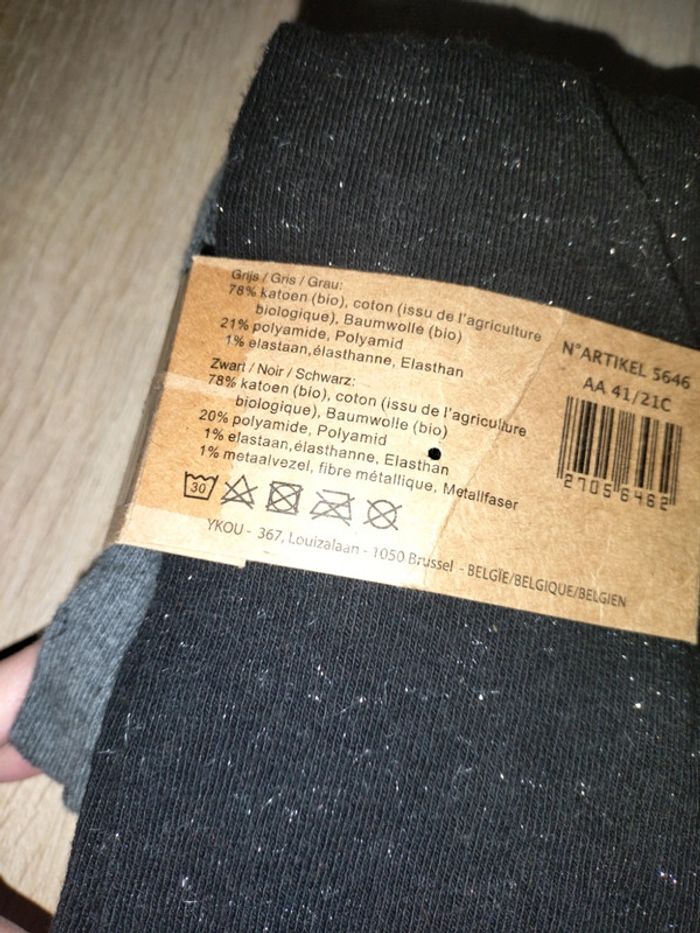 Grijs / Gris / Grau:
78% katoen (bio), coton (issu de l'agriculture
biologique), Baumwolle (bio)
21% polyamide, Polyamid
1% elastaan,élasthanne, Elasthan
Zwart / Noir / Schwarz:
78% katoen (bio), coton (issu de l'agriculture
biologique), Baumwolle (bio)
20% polyamide, Polyamid
1% elastaan,élasthanne, Elasthan
1% metaalvezel, fibre métallique, Metallfaser
30
YKOU - 367, Louizalaan - 1050 Brussel - BELGÏE/BELGIQUE/BELGIEN
N°ARTIKEL 5646
AA 41/21C
27056462